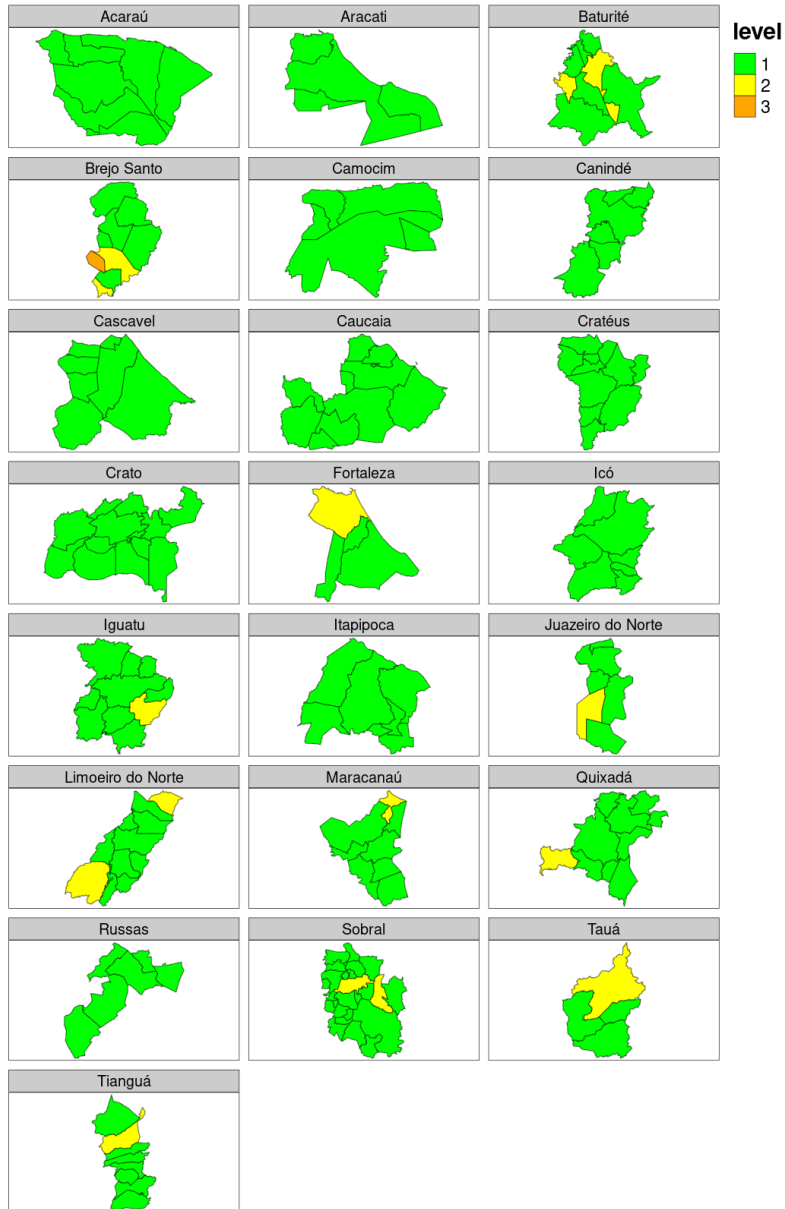 Acaraú
Aracati
Baturité
level
1
2
3
Brejo Santo
Camocim
Canindé
Cascavel
Caucaia
Cratéus
Crato
Fortaleza
Icó
Iguatu
Itapipoca
Juazeiro do Norte
Limoeiro do Norte
Maracanaú
Quixadá
Russas
Sobral
Tauá
Tianguá